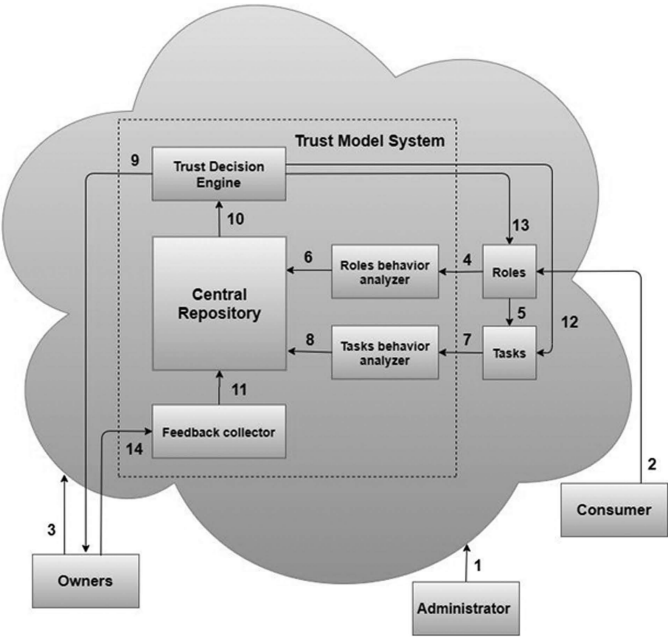 Trust Model System
9
Trust Decision
Engine
13
10
6
Roles behavior
analyzer
4
Roles
Central
Repository
5
12
8
Tasks behavior
analyzer
7
Tasks
11
Feedback collector
14
2
Consumer
3
Owners
1
Administrator